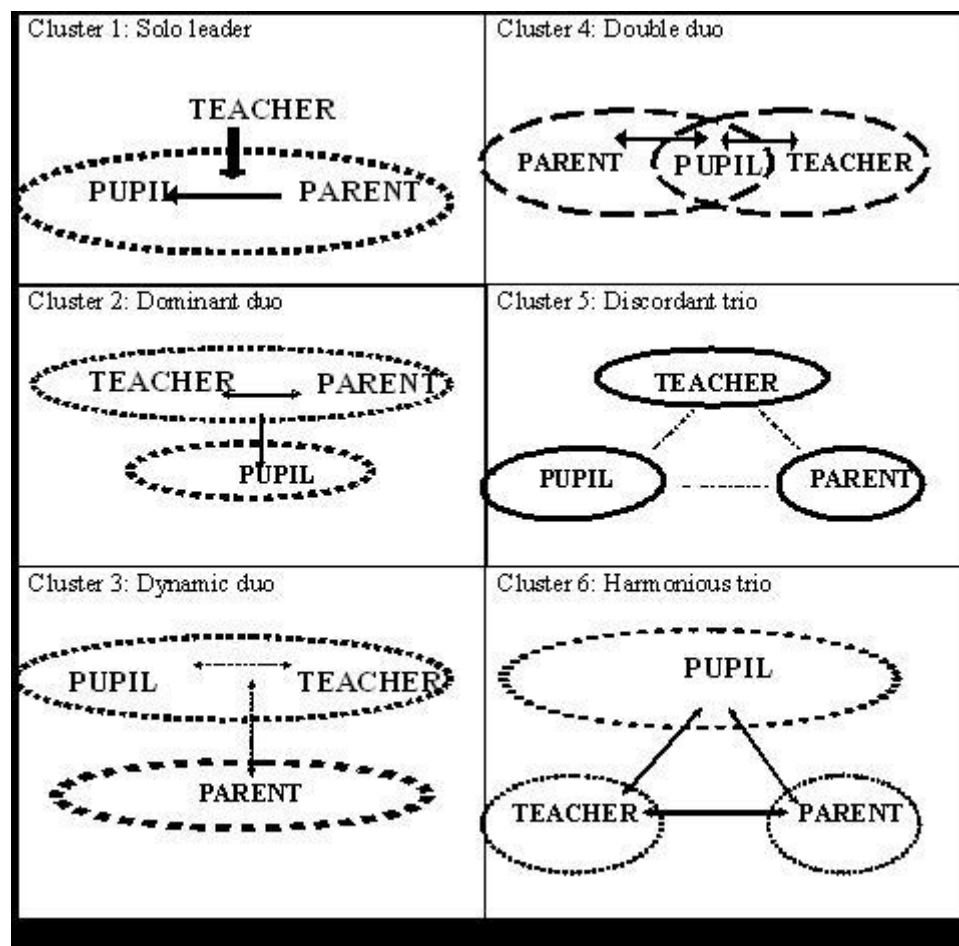 Cluster 1: Solo leader
TEACHER
PUPIL PARENT
Cluster 2: Dominant duo
TEACHER PARENT
PUPIL
Cluster 3: Dynamic duo
PUPIL TEACHER
PARENT
Cluster 4: Double duo
PARENT PUPIL TEACHER
Cluster 5: Discordant trio
TEACHER
PUPIL PARENT
Cluster 6: Harmonious trio
PUPIL
TEACHER PARENT